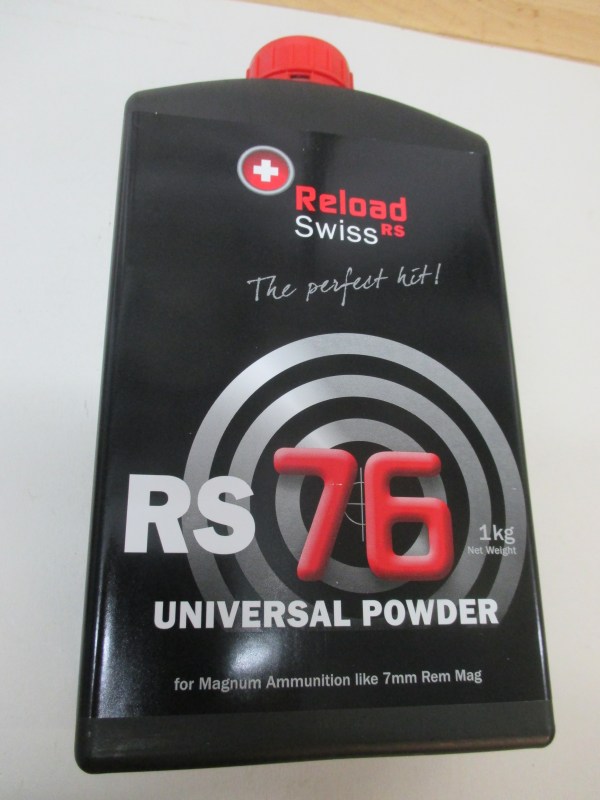 Reload
Swiss RS
The perfect hit!
RS 76
1kg
Net Weight
UNIVERSAL POWDER
for Magnum Ammunition like 7mm Rem Mag